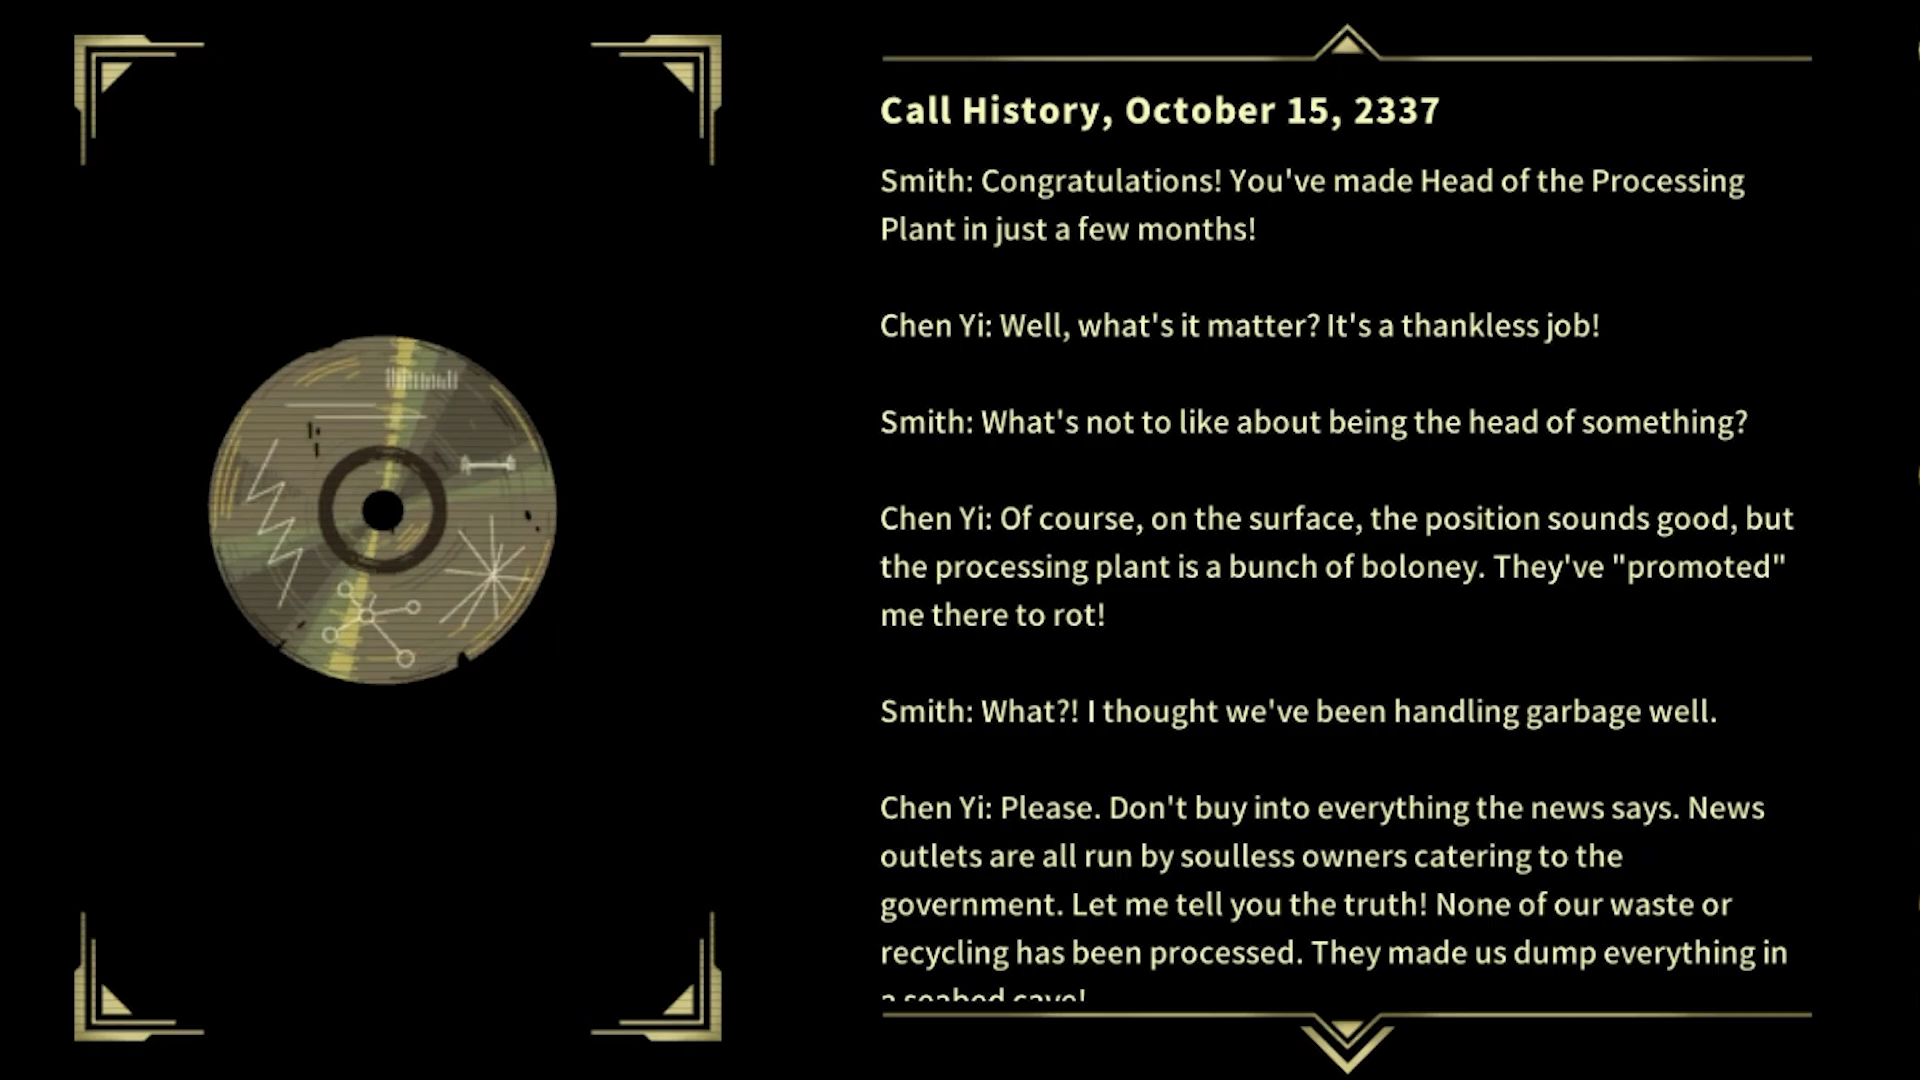 Call History, October 15, 2337
Smith: Congratulations! You've made Head of the Processing
Plant in just a few months!
Chen Yi: Well, what's it matter? It's a thankless job!
Smith: What's not to like about being the head of something?
Chen Yi: Of course, on the surface, the position sounds good, but
the processing plant is a bunch of boloney. They've "promoted"
me there to rot!
Smith: What?! I thought we've been handling garbage well.
Chen Yi: Please. Don't buy into everything the news says. News
outlets are all run by soulless owners catering to the
government. Let me tell you the truth! None of our waste or
recycling has been processed. They made us dump everything in
a seabed cave!